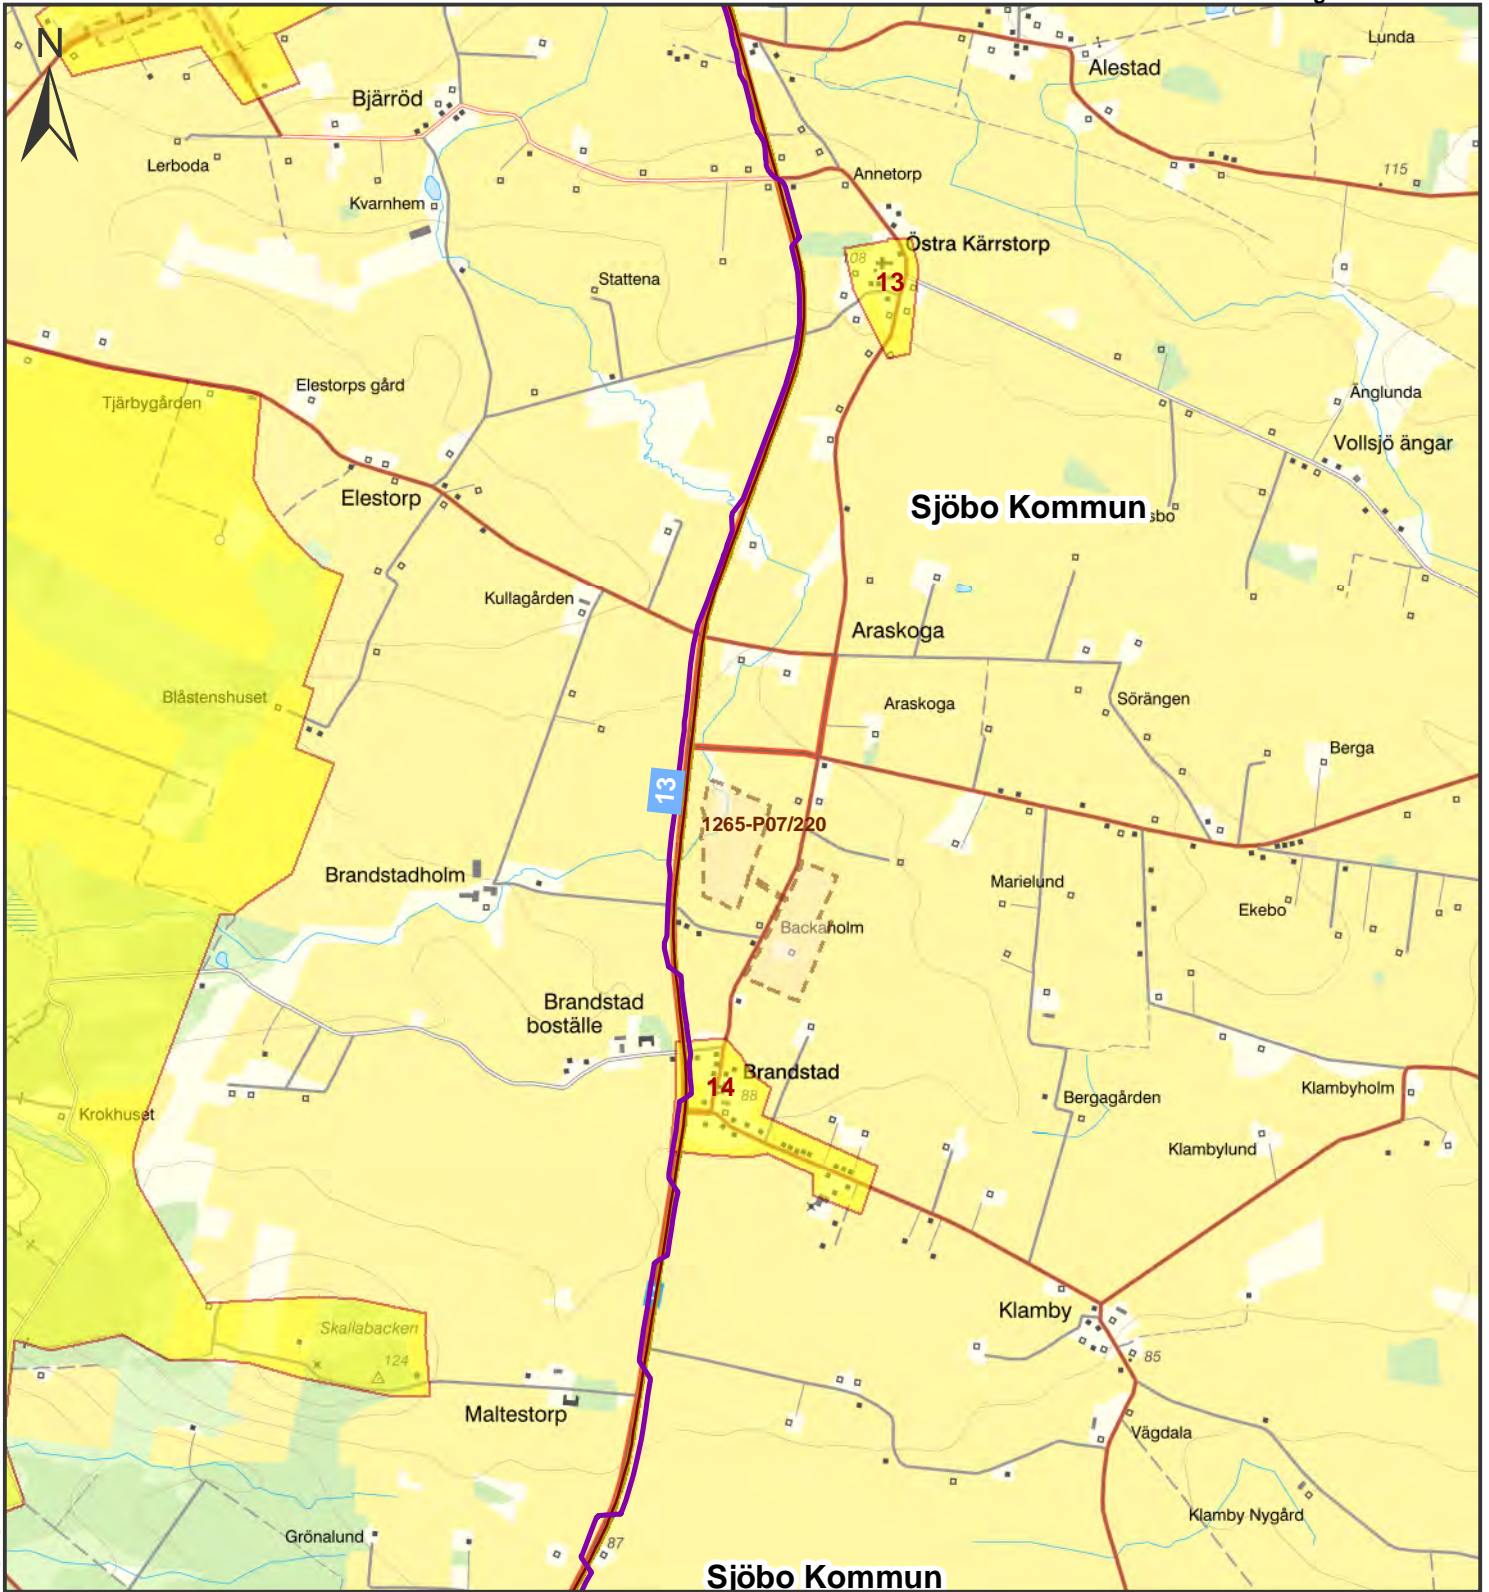 N
Lunda
Alestad
Bjärröd
Lerboda
115
Annetorp
Kvarnhem
Östra Kärrstorp
108
13
Stattena
Elestorps gård
Tjärbygården
Änglunda
Vollsjö ängar
Elestorp
Sjöbo Kommun
sbo
Kullagården
Araskoga
Blåstenshuset
Araskoga
Sörängen
Berga
13
1265-P07/220
Brandstadholm
Marielund
Ekebo
Backaholm
Brandstad
boställe
Brandstad
14
88
Klambyholm
Bergagården
Krokhuset
Klambylund
Klamby
Skallabacken
124
85
Maltestorp
Vägdala
Klamby Nygård
Grönalund
87
Sjöbo Kommun